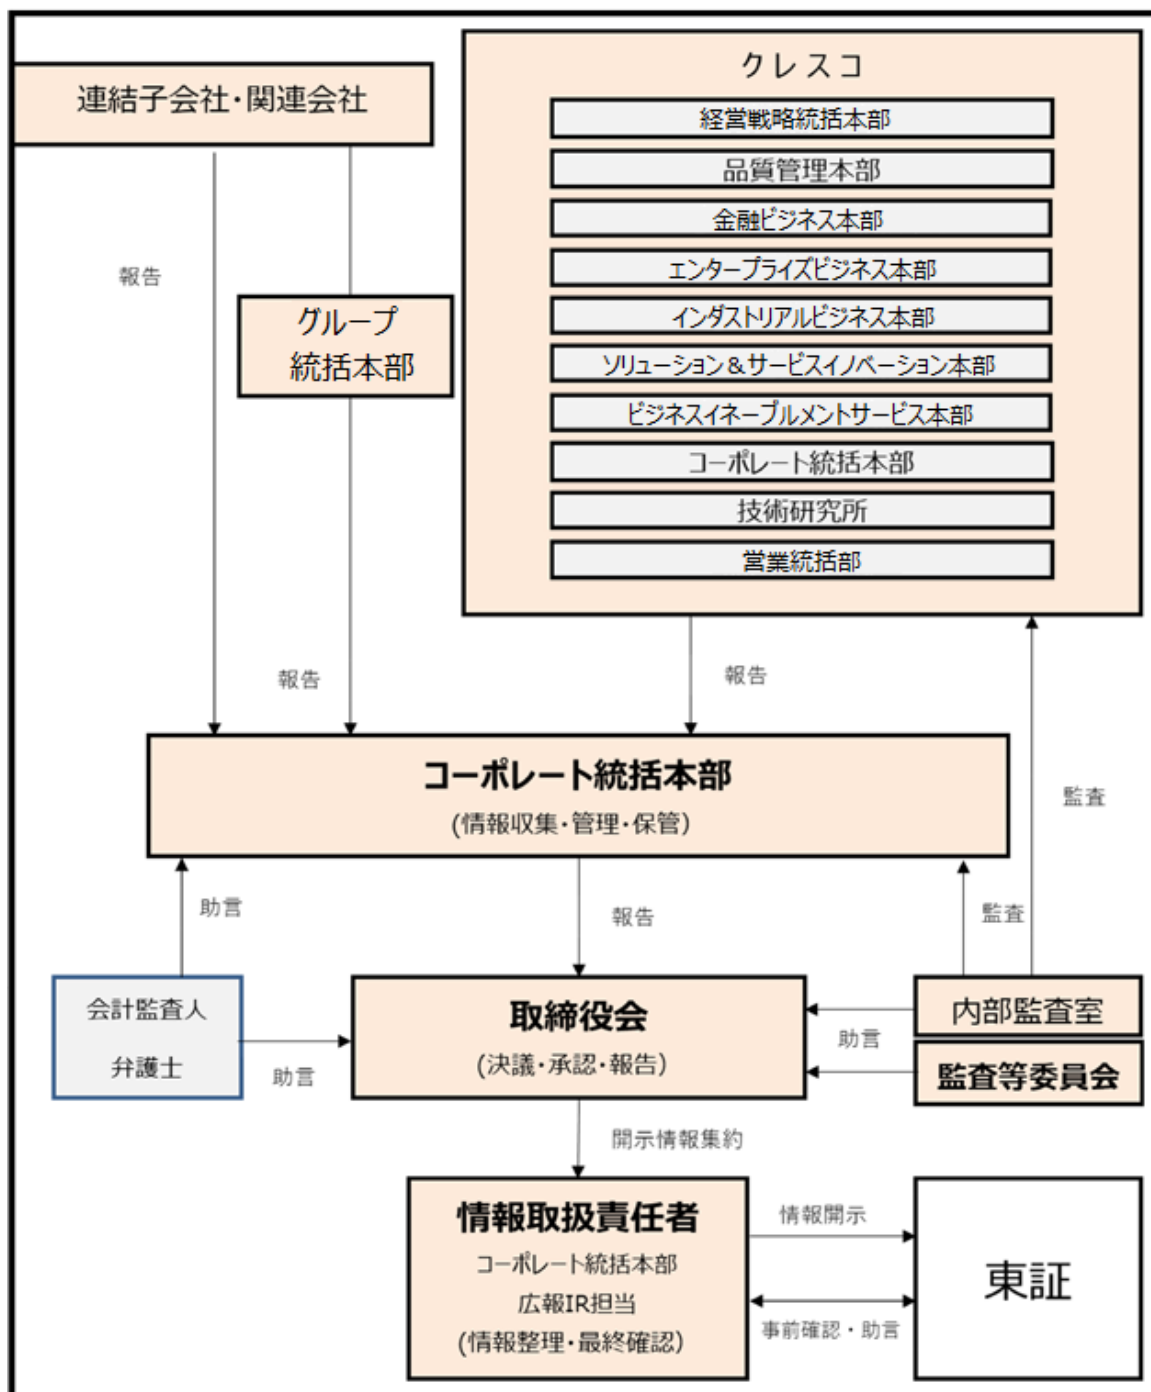 連結子会社・関連会社
クレスコ
経営戦略統括本部
品質管理本部
金融ビジネス本部
エンタープライズビジネス本部
インダストリアルビジネス本部
ソリューション＆サービスイノベーション本部
ビジネスイネーブルメントサービス本部
コーポレート統括本部
技術研究所
営業統括部
報告
グループ
統括本部
報告
報告
コーポレート統括本部
(情報収集・管理・保管)
監査
助言
報告
監査
会計監査人
弁護士
助言
取締役会
(決議・承認・報告)
助言
内部監査室
監査等委員会
開示情報集約
情報取扱責任者
コーポレート統括本部
広報IR担当
(情報整理・最終確認)
情報開示
事前確認・助言
東証